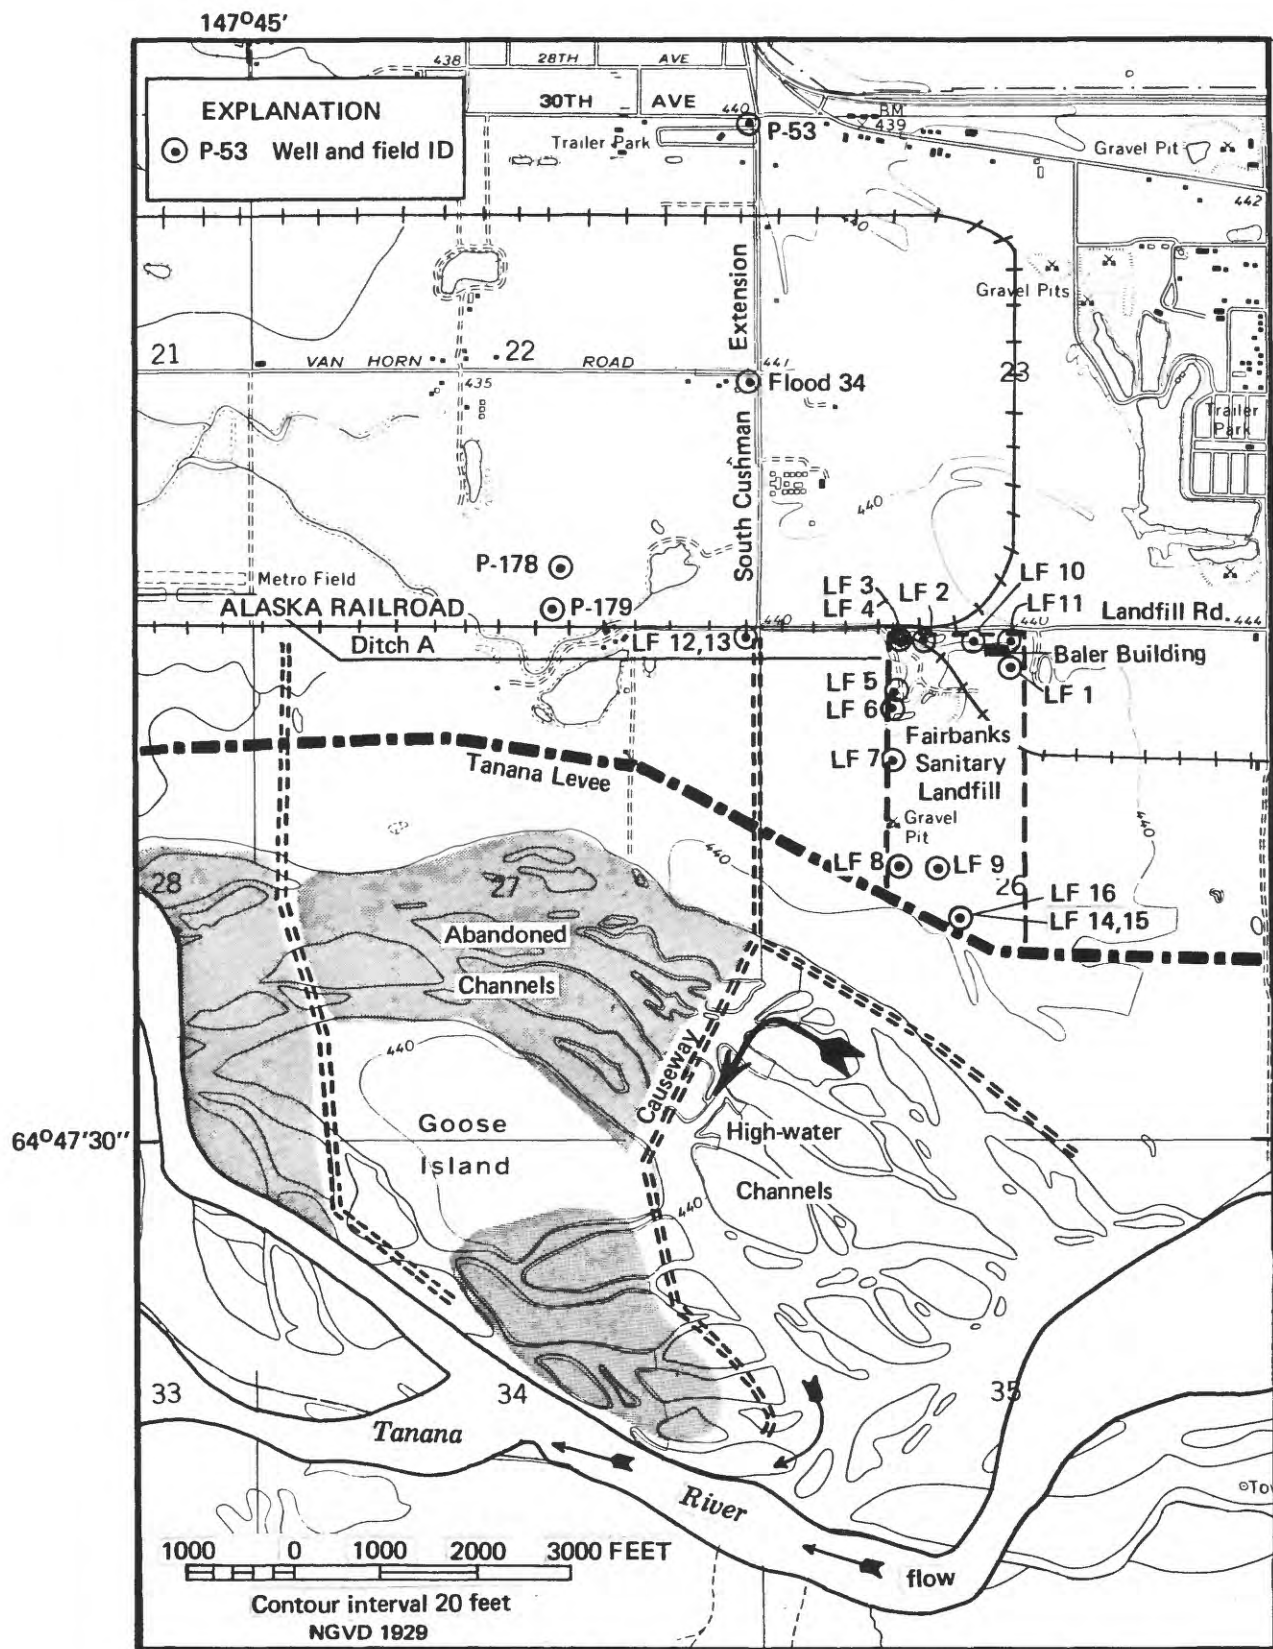 147°45'
EXPLANATION
P-53 Well and field ID
438
28TH AVE
30TH AVE
440
P-53
BM
439
Trailer Park
Gravel Pit
442
440
Gravel Pits
South Cushman Extension
21
VAN HORN ROAD
22
441
23
435
Flood 34
Trailer
Park
440
P-178
Metro Field
P-179
ALASKA RAILROAD
Ditch A
440
LF 12,13
LF 3
LF 4
LF 2
LF 10
LF 11
440
Landfill Rd.
444
Baler Building
LF 1
LF 5
LF 6
LF 7
Fairbanks
Sanitary
Landfill
Tanana Levee
Gravel
Pit
440
440
LF 8
LF 9
28
27
26
LF 16
LF 14,15
Abandoned
Channels
440
Causeway
64°47'30"
Goose
Island
High-water
Channels
440
33
34
35
Tanana
River
flow
1000 0 1000 2000 3000 FEET
Contour interval 20 feet
NGVD 1929